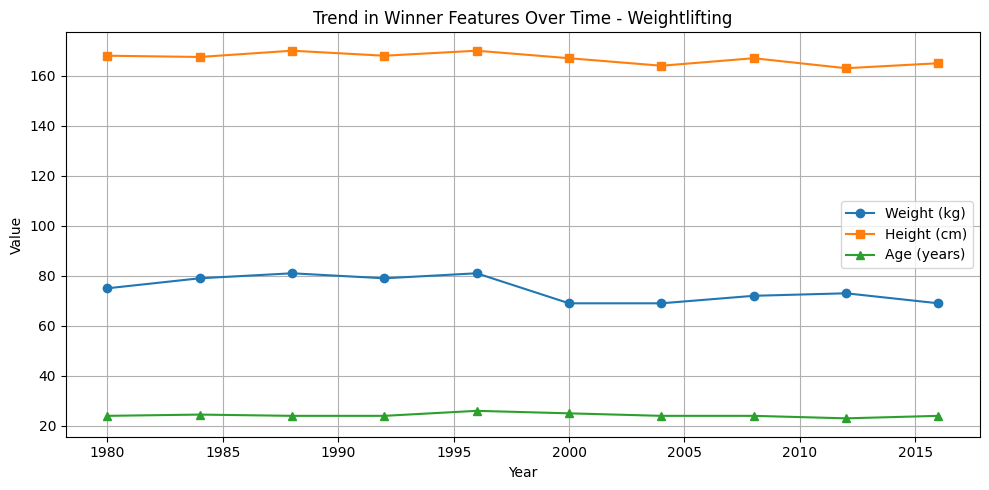 Trend in Winner Features Over Time - Weightlifting
160
140
120
100
80
60
40
20
Value
Weight (kg)
Height (cm)
Age (years)
1980 1985 1990 1995 2000 2005 2010 2015
Year